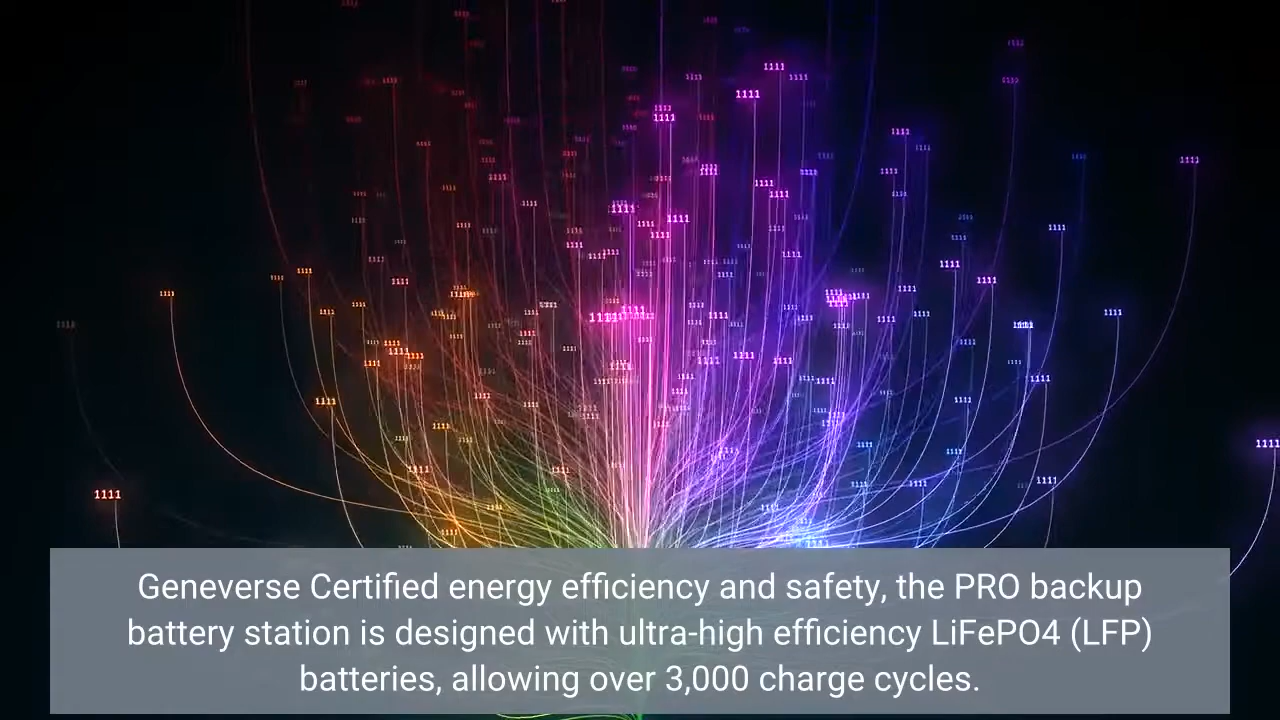 Geneverse Certified energy efficiency and safety, the PRO backup
battery station is designed with ultra-high efficiency LiFePO4 (LFP)
batteries, allowing over 3,000 charge cycles.